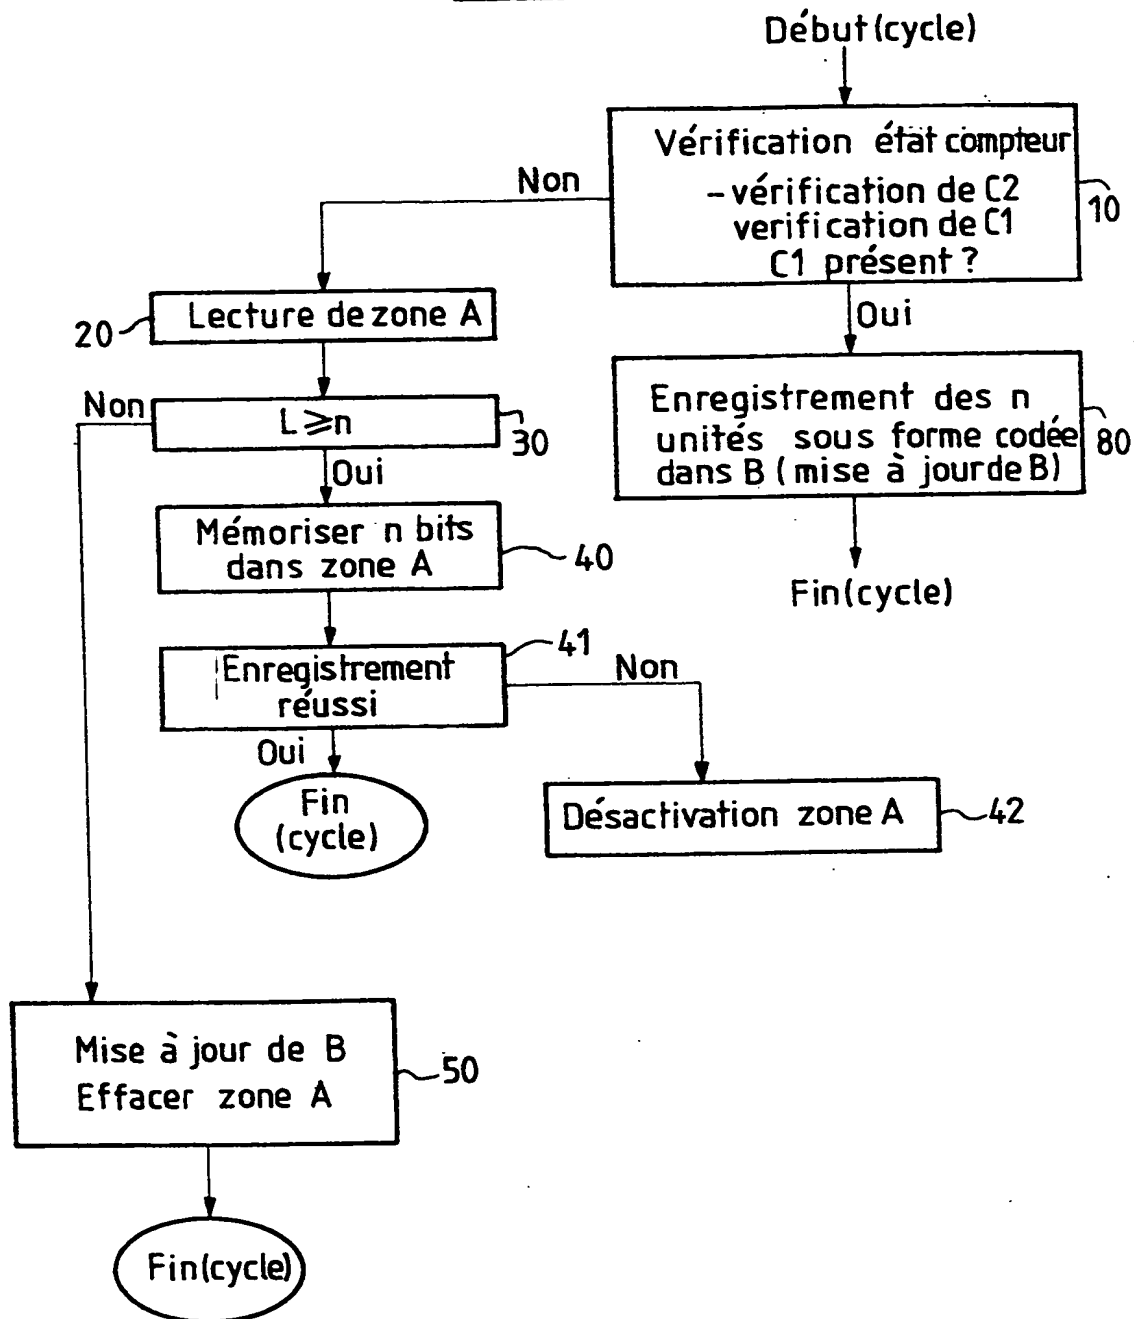 Début (cycle)
Vérification état compteur
- vérification de C2
verification de C1
C1 présent ?
10
Non
Oui
Lecture de zone A
20
Enregistrement des n
unités sous forme codée
dans B ( mise à jour de B)
80
Fin (cycle)
Non
L ⩾ n
30
Oui
Mémoriser n bits
dans zone A
40
Enregistrement
réussi
41
Non
Oui
Fin
(cycle)
Désactivation zone A
42
Mise à jour de B
Effacer zone A
50
Fin (cycle)